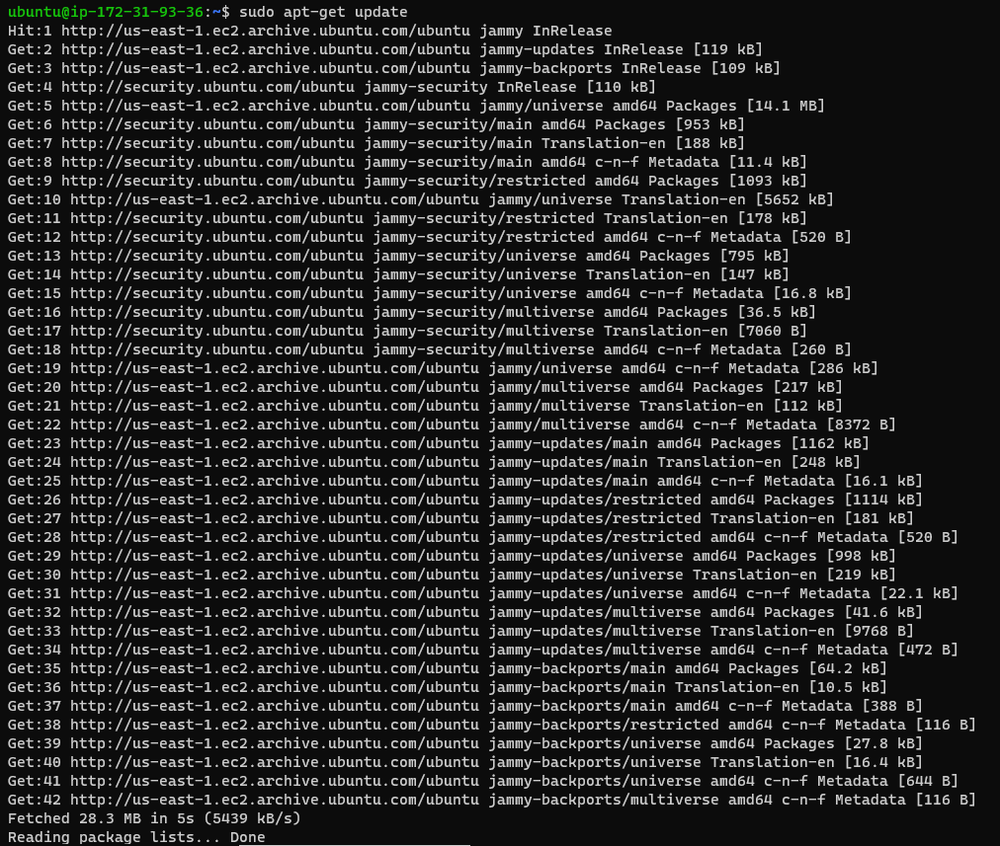 ubuntu@ip-172-31-93-36:~$ sudo apt-get update
Hit:1 http://us-east-1.ec2.archive.ubuntu.com/ubuntu jammy InRelease
Get:2 http://us-east-1.ec2.archive.ubuntu.com/ubuntu jammy-updates InRelease [119 kB]
Get:3 http://us-east-1.ec2.archive.ubuntu.com/ubuntu jammy-backports InRelease [109 kB]
Get:4 http://security.ubuntu.com/ubuntu jammy-security InRelease [110 kB]
Get:5 http://us-east-1.ec2.archive.ubuntu.com/ubuntu jammy/universe amd64 Packages [14.1 MB]
Get:6 http://security.ubuntu.com/ubuntu jammy-security/main amd64 Packages [953 kB]
Get:7 http://security.ubuntu.com/ubuntu jammy-security/main Translation-en [188 kB]
Get:8 http://security.ubuntu.com/ubuntu jammy-security/main amd64 c-n-f Metadata [11.4 kB]
Get:9 http://security.ubuntu.com/ubuntu jammy-security/restricted amd64 Packages [1093 kB]
Get:10 http://us-east-1.ec2.archive.ubuntu.com/ubuntu jammy/universe Translation-en [5652 kB]
Get:11 http://security.ubuntu.com/ubuntu jammy-security/restricted Translation-en [178 kB]
Get:12 http://security.ubuntu.com/ubuntu jammy-security/restricted amd64 c-n-f Metadata [520 B]
Get:13 http://security.ubuntu.com/ubuntu jammy-security/universe amd64 Packages [795 kB]
Get:14 http://security.ubuntu.com/ubuntu jammy-security/universe Translation-en [147 kB]
Get:15 http://security.ubuntu.com/ubuntu jammy-security/universe amd64 c-n-f Metadata [16.8 kB]
Get:16 http://security.ubuntu.com/ubuntu jammy-security/multiverse amd64 Packages [36.5 kB]
Get:17 http://security.ubuntu.com/ubuntu jammy-security/multiverse Translation-en [7060 B]
Get:18 http://security.ubuntu.com/ubuntu jammy-security/multiverse amd64 c-n-f Metadata [260 B]
Get:19 http://us-east-1.ec2.archive.ubuntu.com/ubuntu jammy/universe amd64 c-n-f Metadata [286 kB]
Get:20 http://us-east-1.ec2.archive.ubuntu.com/ubuntu jammy/multiverse amd64 Packages [217 kB]
Get:21 http://us-east-1.ec2.archive.ubuntu.com/ubuntu jammy/multiverse Translation-en [112 kB]
Get:22 http://us-east-1.ec2.archive.ubuntu.com/ubuntu jammy/multiverse amd64 c-n-f Metadata [8372 B]
Get:23 http://us-east-1.ec2.archive.ubuntu.com/ubuntu jammy-updates/main amd64 Packages [1162 kB]
Get:24 http://us-east-1.ec2.archive.ubuntu.com/ubuntu jammy-updates/main Translation-en [248 kB]
Get:25 http://us-east-1.ec2.archive.ubuntu.com/ubuntu jammy-updates/main amd64 c-n-f Metadata [16.1 kB]
Get:26 http://us-east-1.ec2.archive.ubuntu.com/ubuntu jammy-updates/restricted amd64 Packages [1114 kB]
Get:27 http://us-east-1.ec2.archive.ubuntu.com/ubuntu jammy-updates/restricted Translation-en [181 kB]
Get:28 http://us-east-1.ec2.archive.ubuntu.com/ubuntu jammy-updates/restricted amd64 c-n-f Metadata [520 B]
Get:29 http://us-east-1.ec2.archive.ubuntu.com/ubuntu jammy-updates/universe amd64 Packages [998 kB]
Get:30 http://us-east-1.ec2.archive.ubuntu.com/ubuntu jammy-updates/universe Translation-en [219 kB]
Get:31 http://us-east-1.ec2.archive.ubuntu.com/ubuntu jammy-updates/universe amd64 c-n-f Metadata [22.1 kB]
Get:32 http://us-east-1.ec2.archive.ubuntu.com/ubuntu jammy-updates/multiverse amd64 Packages [41.6 kB]
Get:33 http://us-east-1.ec2.archive.ubuntu.com/ubuntu jammy-updates/multiverse Translation-en [9768 B]
Get:34 http://us-east-1.ec2.archive.ubuntu.com/ubuntu jammy-updates/multiverse amd64 c-n-f Metadata [472 B]
Get:35 http://us-east-1.ec2.archive.ubuntu.com/ubuntu jammy-backports/main amd64 Packages [64.2 kB]
Get:36 http://us-east-1.ec2.archive.ubuntu.com/ubuntu jammy-backports/main Translation-en [10.5 kB]
Get:37 http://us-east-1.ec2.archive.ubuntu.com/ubuntu jammy-backports/main amd64 c-n-f Metadata [388 B]
Get:38 http://us-east-1.ec2.archive.ubuntu.com/ubuntu jammy-backports/restricted amd64 c-n-f Metadata [116 B]
Get:39 http://us-east-1.ec2.archive.ubuntu.com/ubuntu jammy-backports/universe amd64 Packages [27.8 kB]
Get:40 http://us-east-1.ec2.archive.ubuntu.com/ubuntu jammy-backports/universe Translation-en [16.4 kB]
Get:41 http://us-east-1.ec2.archive.ubuntu.com/ubuntu jammy-backports/universe amd64 c-n-f Metadata [644 B]
Get:42 http://us-east-1.ec2.archive.ubuntu.com/ubuntu jammy-backports/multiverse amd64 c-n-f Metadata [116 B]
Fetched 28.3 MB in 5s (5439 kB/s)
Reading package lists... Done